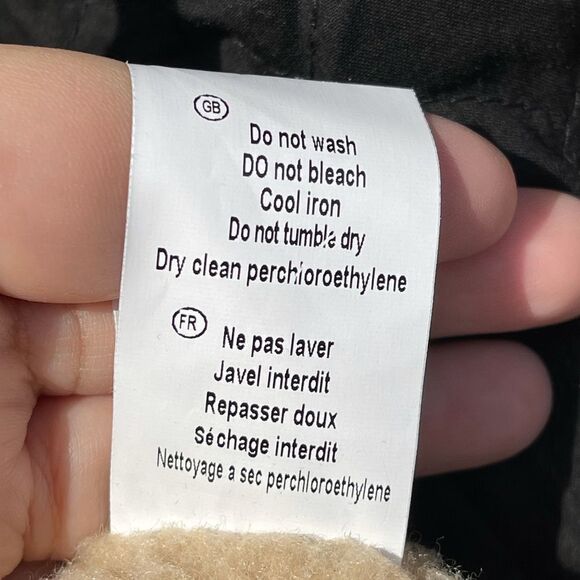 GB
Do not wash
DO not bleach
Cool iron
Do not tumble dry
Dry clean perchloroethylene
FR
Ne pas laver
Javel interdit
Repasser doux
Séchage interdit
Nettoyage a sec perchloroethylene